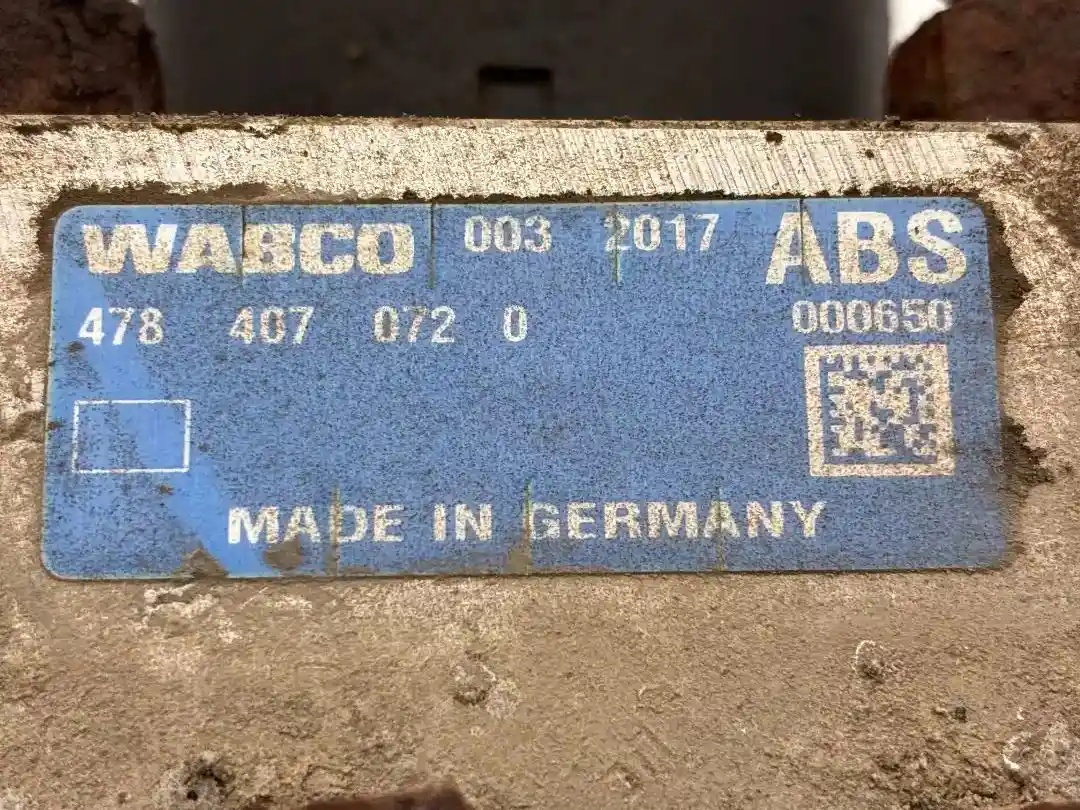 WABCO 003 2017 ABS
478 407 072 0 000650
MADE IN GERMANY